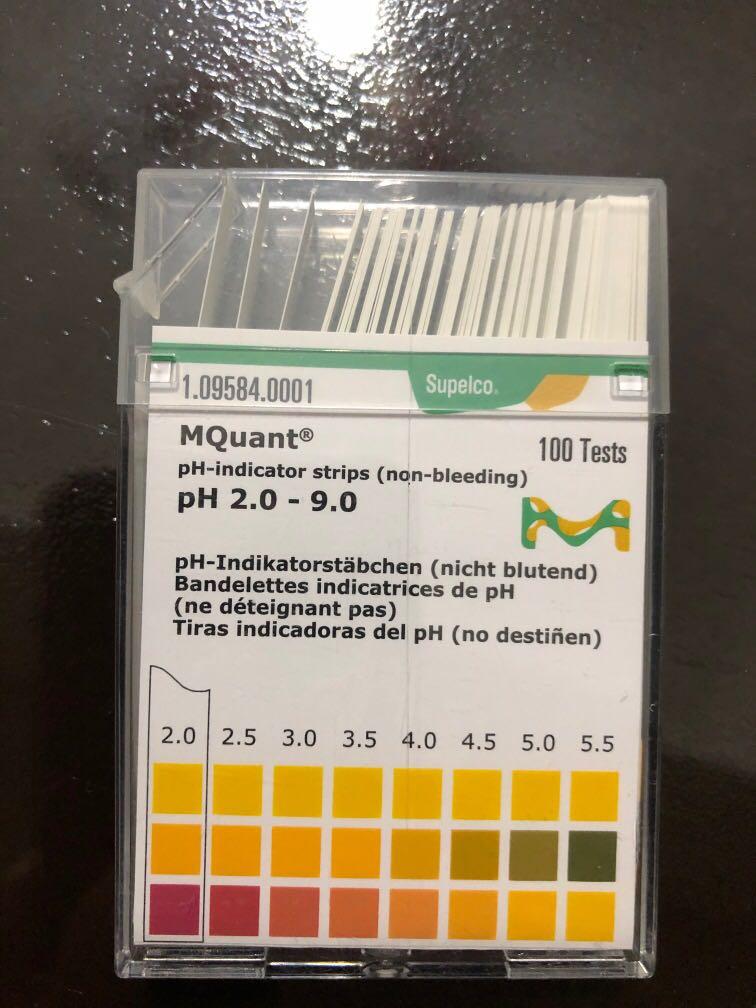 1.09584.0001
Supelco®
MQuant®
100 Tests
pH-indicator strips (non-bleeding)
pH 2.0 - 9.0
pH-Indikatorstäbchen (nicht blutend)
Bandelettes indicatrices de pH
(ne déteignant pas)
Tiras indicadoras del pH (no destiñen)
2.0 2.5 3.0 3.5 4.0 4.5 5.0 5.5